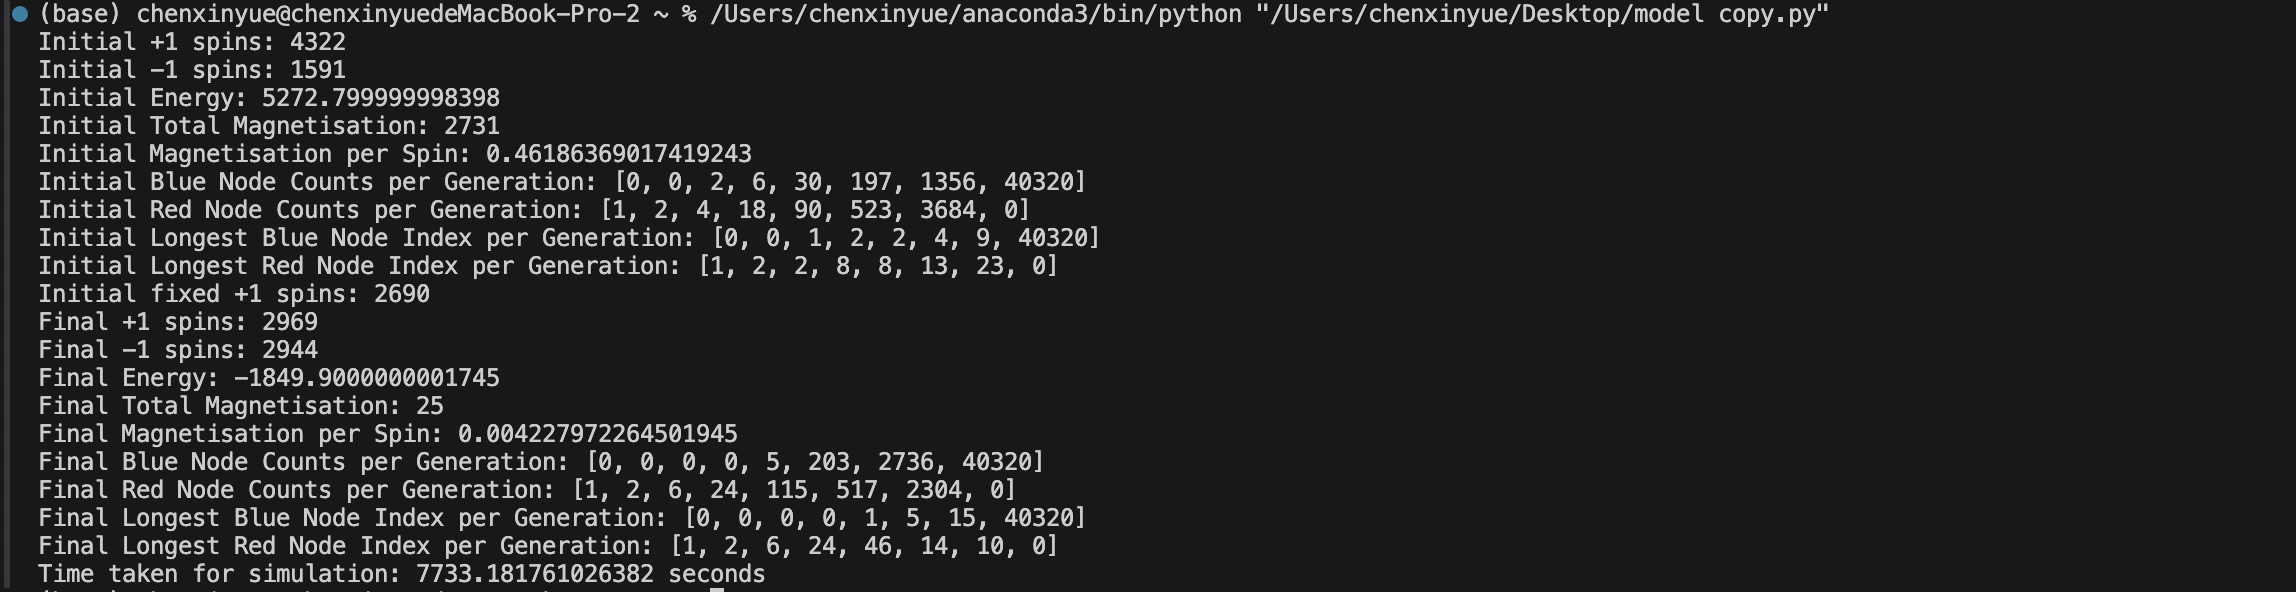 (base) chenxinyue@chenxinyuedeMacBook-Pro-2 ~ % /Users/chenxinyue/anaconda3/bin/python "/Users/chenxinyue/Desktop/model copy.py"
Initial +1 spins: 4322
Initial -1 spins: 1591
Initial Energy: 5272.799999998398
Initial Total Magnetisation: 2731
Initial Magnetisation per Spin: 0.46186369017419243
Initial Blue Node Counts per Generation: [0, 0, 2, 6, 30, 197, 1356, 40320]
Initial Red Node Counts per Generation: [1, 2, 4, 18, 90, 523, 3684, 0]
Initial Longest Blue Node Index per Generation: [0, 0, 1, 2, 2, 4, 9, 40320]
Initial Longest Red Node Index per Generation: [1, 2, 2, 8, 8, 13, 23, 0]
Initial fixed +1 spins: 2690
Final +1 spins: 2969
Final -1 spins: 2944
Final Energy: -1849.9000000001745
Final Total Magnetisation: 25
Final Magnetisation per Spin: 0.004227972264501945
Final Blue Node Counts per Generation: [0, 0, 0, 0, 5, 203, 2736, 40320]
Final Red Node Counts per Generation: [1, 2, 6, 24, 115, 517, 2304, 0]
Final Longest Blue Node Index per Generation: [0, 0, 0, 0, 1, 5, 15, 40320]
Final Longest Red Node Index per Generation: [1, 2, 6, 24, 46, 14, 10, 0]
Time taken for simulation: 7733.181761026382 seconds